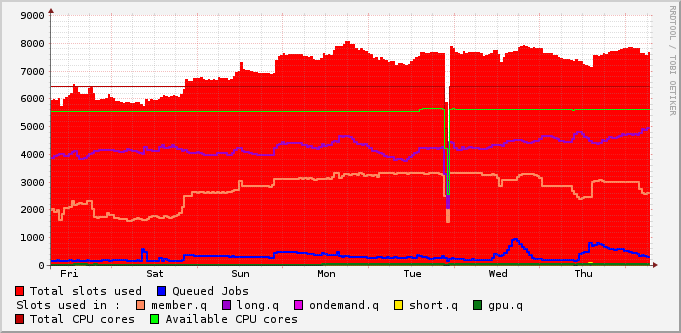 9000
8000
7000
6000
5000
4000
3000
2000
1000
0
Fri Sat Sun Mon Tue Wed Thu
RRDTOOL / TOBI OETIKER
Total slots used Queued Jobs
Slots used in : member.q long.q ondemand.q short.q gpu.q
Total CPU cores Available CPU cores